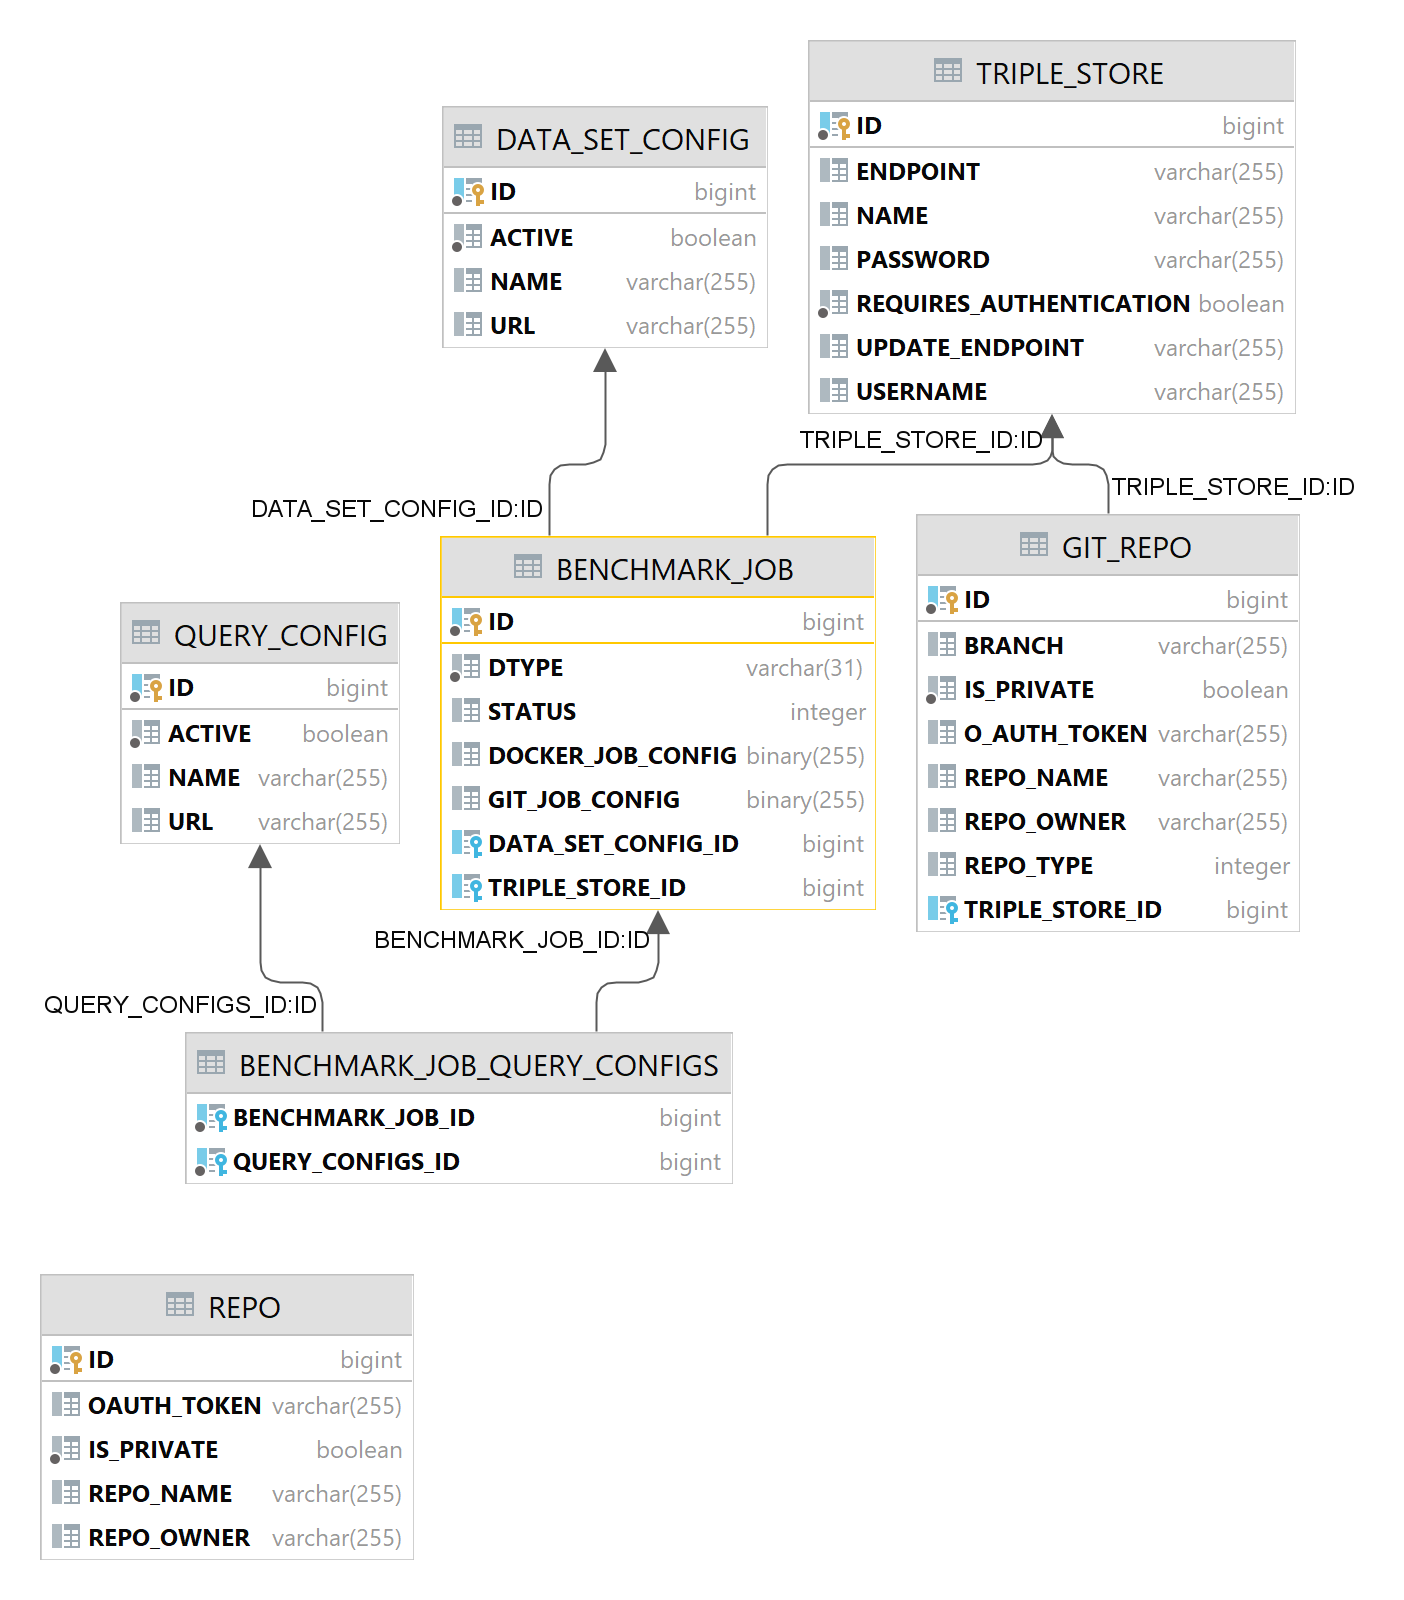 TRIPLE_STORE
ID bigint
ENDPOINT varchar(255)
NAME varchar(255)
PASSWORD varchar(255)
REQUIRES_AUTHENTICATION boolean
UPDATE_ENDPOINT varchar(255)
USERNAME varchar(255)
DATA_SET_CONFIG
ID bigint
ACTIVE boolean
NAME varchar(255)
URL varchar(255)
TRIPLE_STORE_ID:ID
TRIPLE_STORE_ID:ID
DATA_SET_CONFIG_ID:ID
GIT_REPO
ID bigint
BRANCH varchar(255)
IS_PRIVATE boolean
O_AUTH_TOKEN varchar(255)
REPO_NAME varchar(255)
REPO_OWNER varchar(255)
REPO_TYPE integer
TRIPLE_STORE_ID bigint
BENCHMARK_JOB
ID bigint
DTYPE varchar(31)
STATUS integer
DOCKER_JOB_CONFIG binary(255)
GIT_JOB_CONFIG binary(255)
DATA_SET_CONFIG_ID bigint
TRIPLE_STORE_ID bigint
QUERY_CONFIG
ID bigint
ACTIVE boolean
NAME varchar(255)
URL varchar(255)
BENCHMARK_JOB_ID:ID
QUERY_CONFIGS_ID:ID
BENCHMARK_JOB_QUERY_CONFIGS
BENCHMARK_JOB_ID bigint
QUERY_CONFIGS_ID bigint
REPO
ID bigint
OAUTH_TOKEN varchar(255)
IS_PRIVATE boolean
REPO_NAME varchar(255)
REPO_OWNER varchar(255)